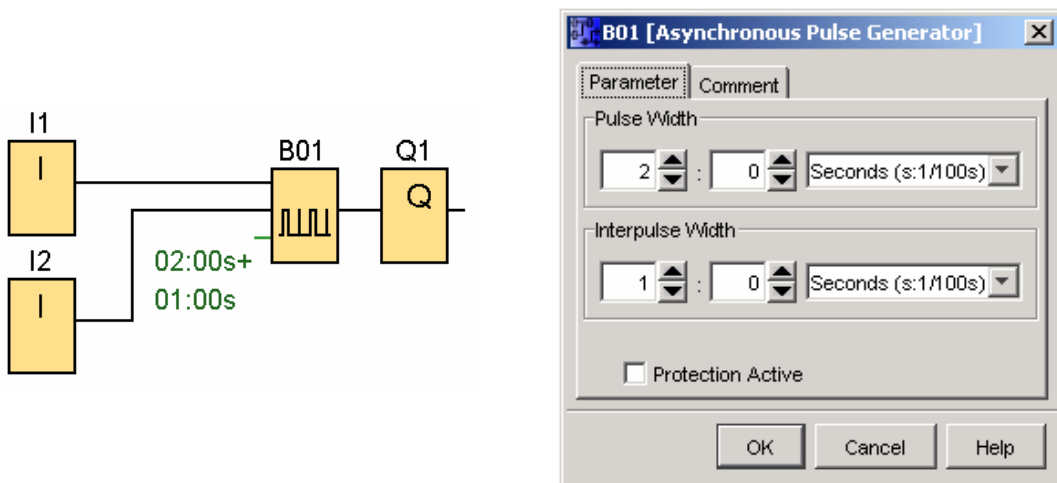 I1
I
B01
Q1
Q
I2
I
02:00s+
01:00s
B01 [Asynchronous Pulse Generator]
Parameter Comment
Pulse Width
2 : 0 Seconds (s:1/100s)
Interpulse Width
1 : 0 Seconds (s:1/100s)
Protection Active
OK Cancel Help